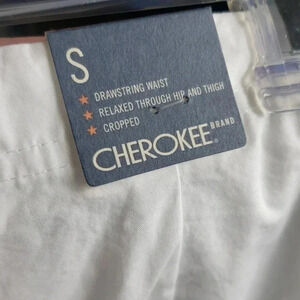 S
★ DRAWSTRING WAIST
★ RELAXED THROUGH HIP AND THIGH
★ CROPPED
CHEROKEE® BRAND